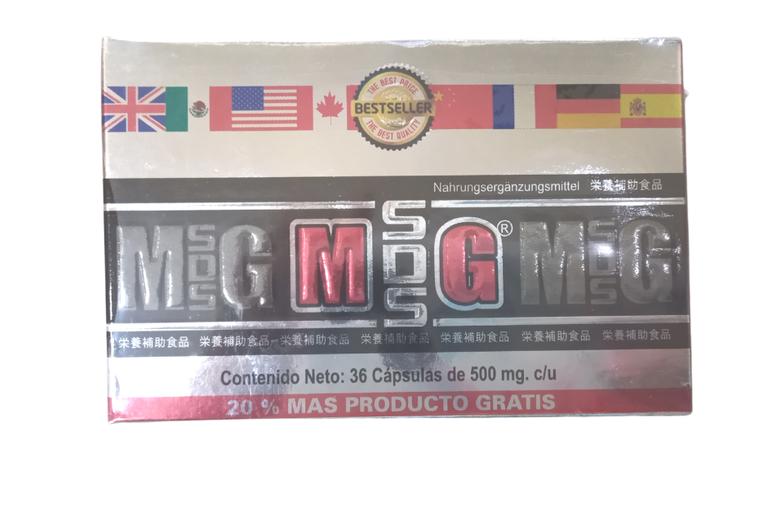 THE BEST PRICE
BESTSELLER
THE BEST QUALITY
Nahrungsergänzungsmittel 栄養補助食品
M SDS G M SDS G® M SDS G
栄養補助食品 栄養補助食品 栄養補助食品 栄養補助食品 栄養補助食品 栄養補助食品 栄養補助食品
Contenido Neto: 36 Cápsulas de 500 mg. c/u
20 % MAS PRODUCTO GRATIS